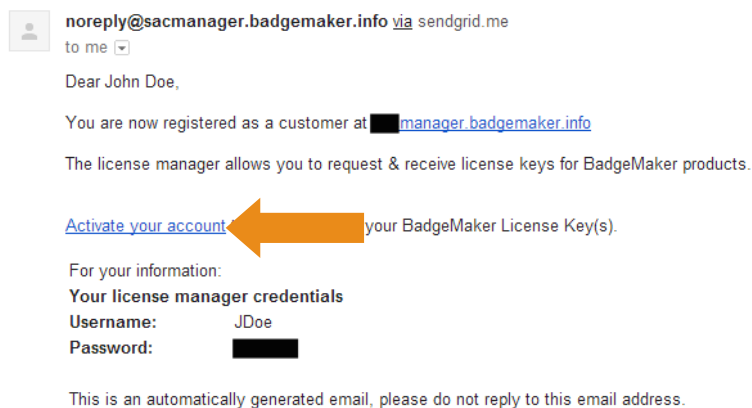 noreply@sacmanager.badgemaker.info via sendgrid.me
to me
Dear John Doe,
You are now registered as a customer at manager.badgemaker.info
The license manager allows you to request & receive license keys for BadgeMaker products.
Activate your account your BadgeMaker License Key(s).
For your information:
Your license manager credentials
Username: JDoe
Password:
This is an automatically generated email, please do not reply to this email address.